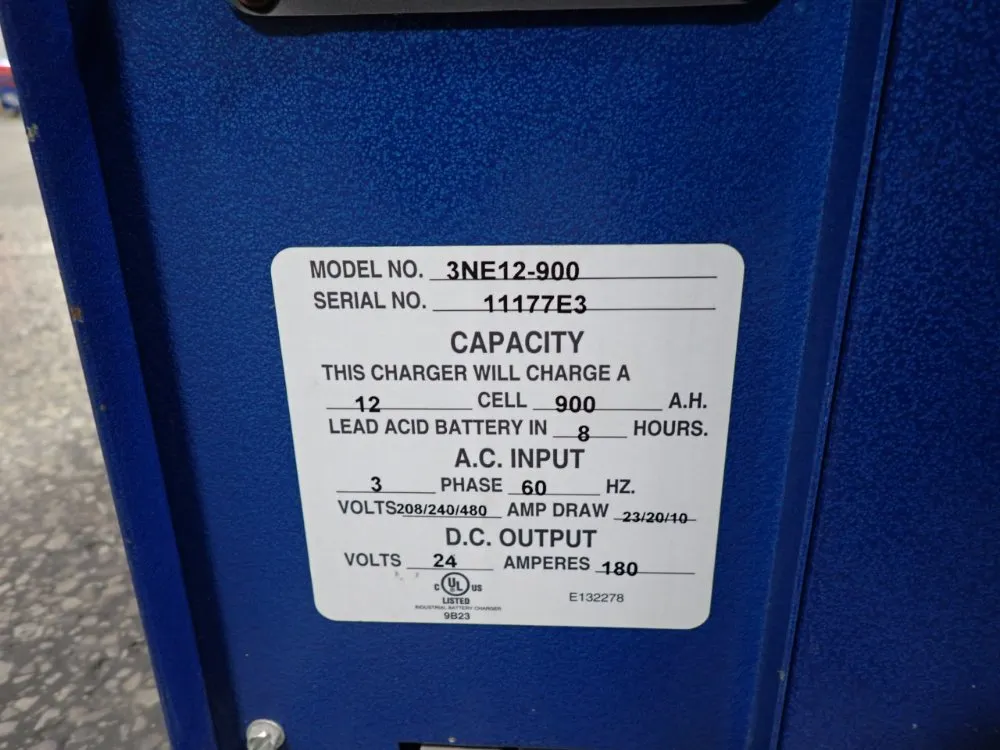 MODEL NO. 3NE12-900
SERIAL NO. 11177E3
CAPACITY
THIS CHARGER WILL CHARGE A
12 CELL 900 A.H.
LEAD ACID BATTERY IN 8 HOURS.
A.C. INPUT
3 PHASE 60 HZ.
VOLTS 208/240/480 AMP DRAW 23/20/10
D.C. OUTPUT
VOLTS 24 AMPERES 180
C UL US
LISTED E132278
INDUSTRIAL BATTERY CHARGER
9B23